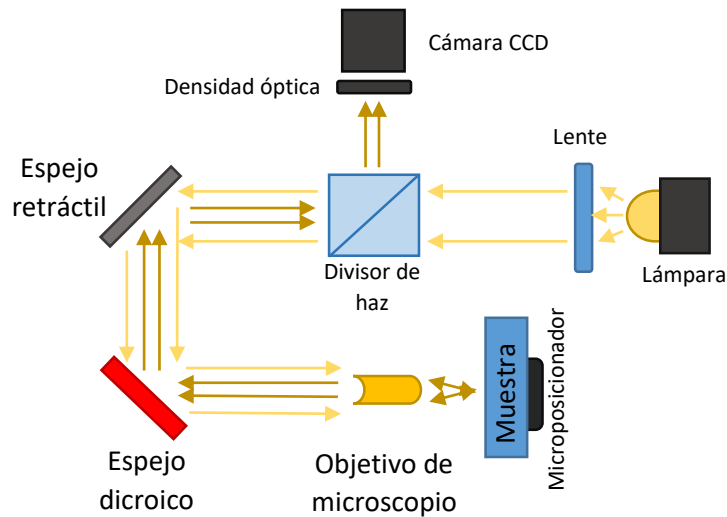 Cámara CCD
Densidad óptica
Lente
Espejo
retráctil
Divisor de
haz
Lámpara
Muestra
Microposicionador
Espejo
dicroico
Objetivo de
microscopio